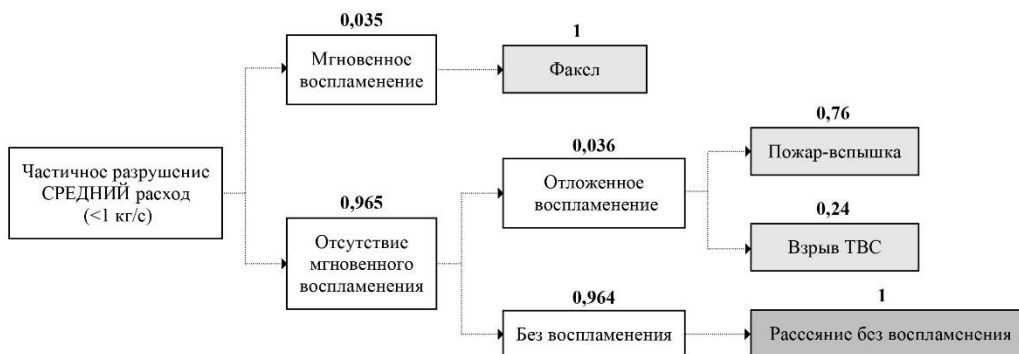 0,035
Мгновенное
воспламенение
1
Факел
Частичное разрушение
СРЕДНИЙ расход
(<1 кг/с)
0,965
Отсутствие
мгновенного
воспламенения
0,036
Отложенное
воспламенение
0,76
Пожар-вспышка
0,24
Взрыв ТВС
0,964
Без воспламенения
1
Рассеяние без воспламенения